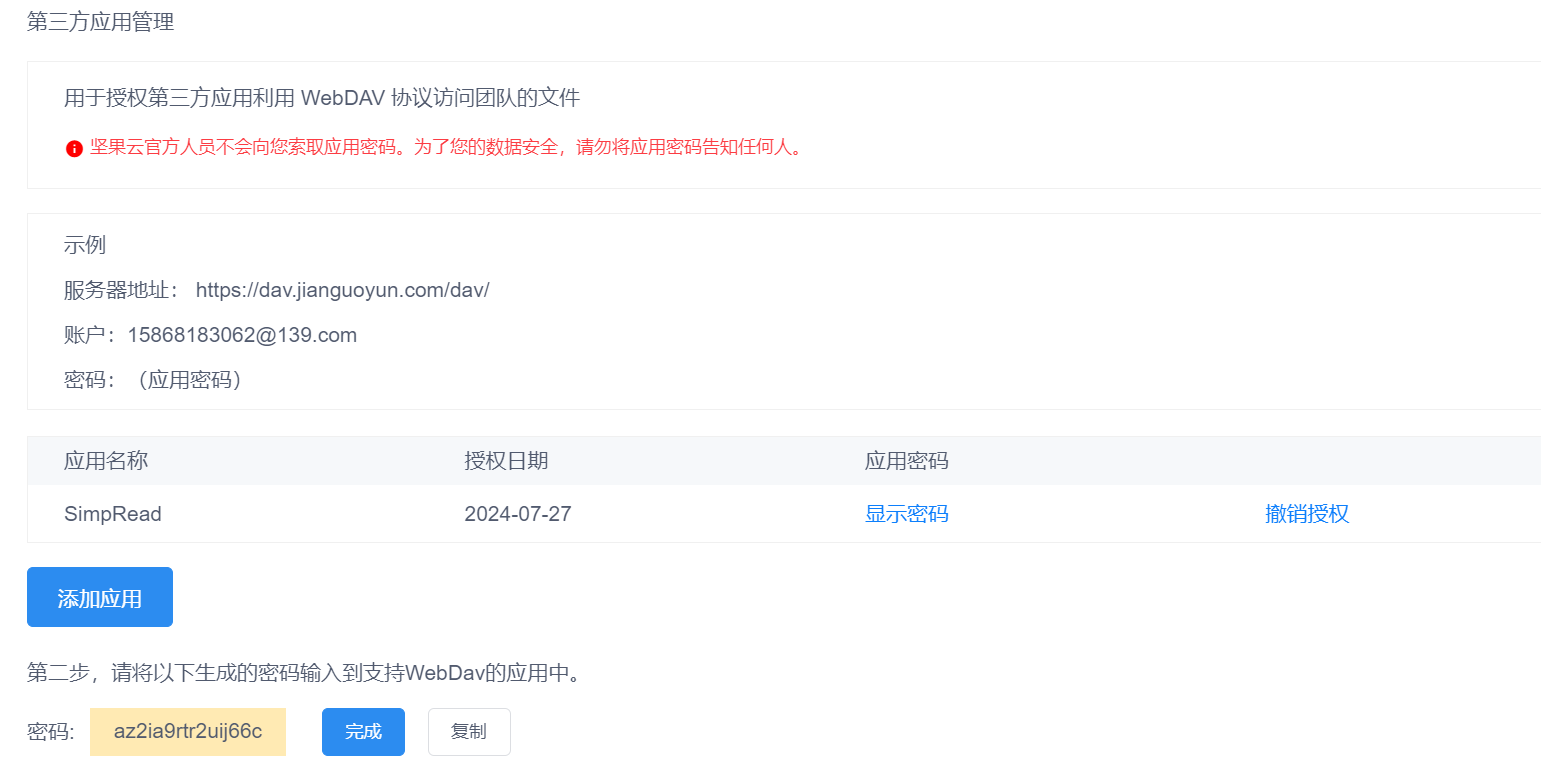 第三方应用管理
用于授权第三方应用利用 WebDAV 协议访问团队的文件
坚果云官方人员不会向您索取应用密码。为了您的数据安全，请勿将应用密码告知任何人。
示例
服务器地址： https://dav.jianguoyun.com/dav/
账户：15868183062@139.com
密码：（应用密码）
应用名称 授权日期 应用密码
SimpRead 2024-07-27 显示密码 撤销授权
添加应用
第二步，请将以下生成的密码输入到支持WebDav的应用中。
密码: az2ia9rtr2uij66c 完成 复制